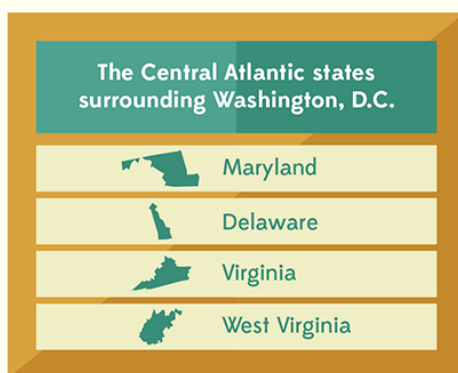 The Central Atlantic states
surrounding Washington, D.C.
Maryland
Delaware
Virginia
West Virginia